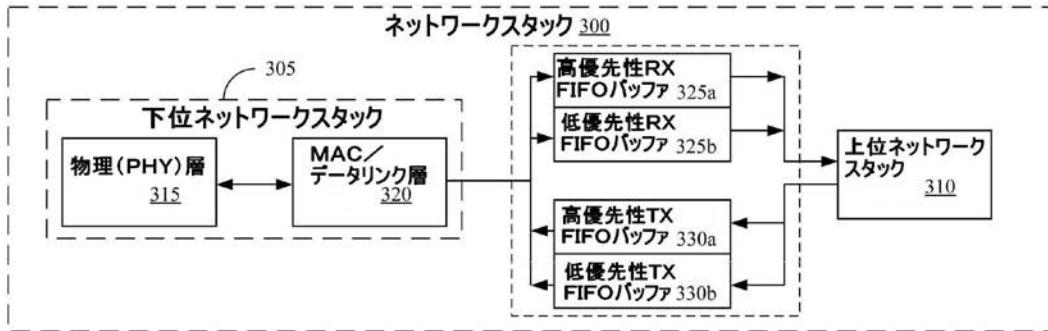 ネットワークスタック 300
305
下位ネットワークスタック
物理(PHY)層
315
MAC/
データリンク層
320
高優先性RX
FIFOバッファ 325a
低優先性RX
FIFOバッファ 325b
高優先性TX
FIFOバッファ 330a
低優先性TX
FIFOバッファ 330b
上位ネットワーク
スタック 310